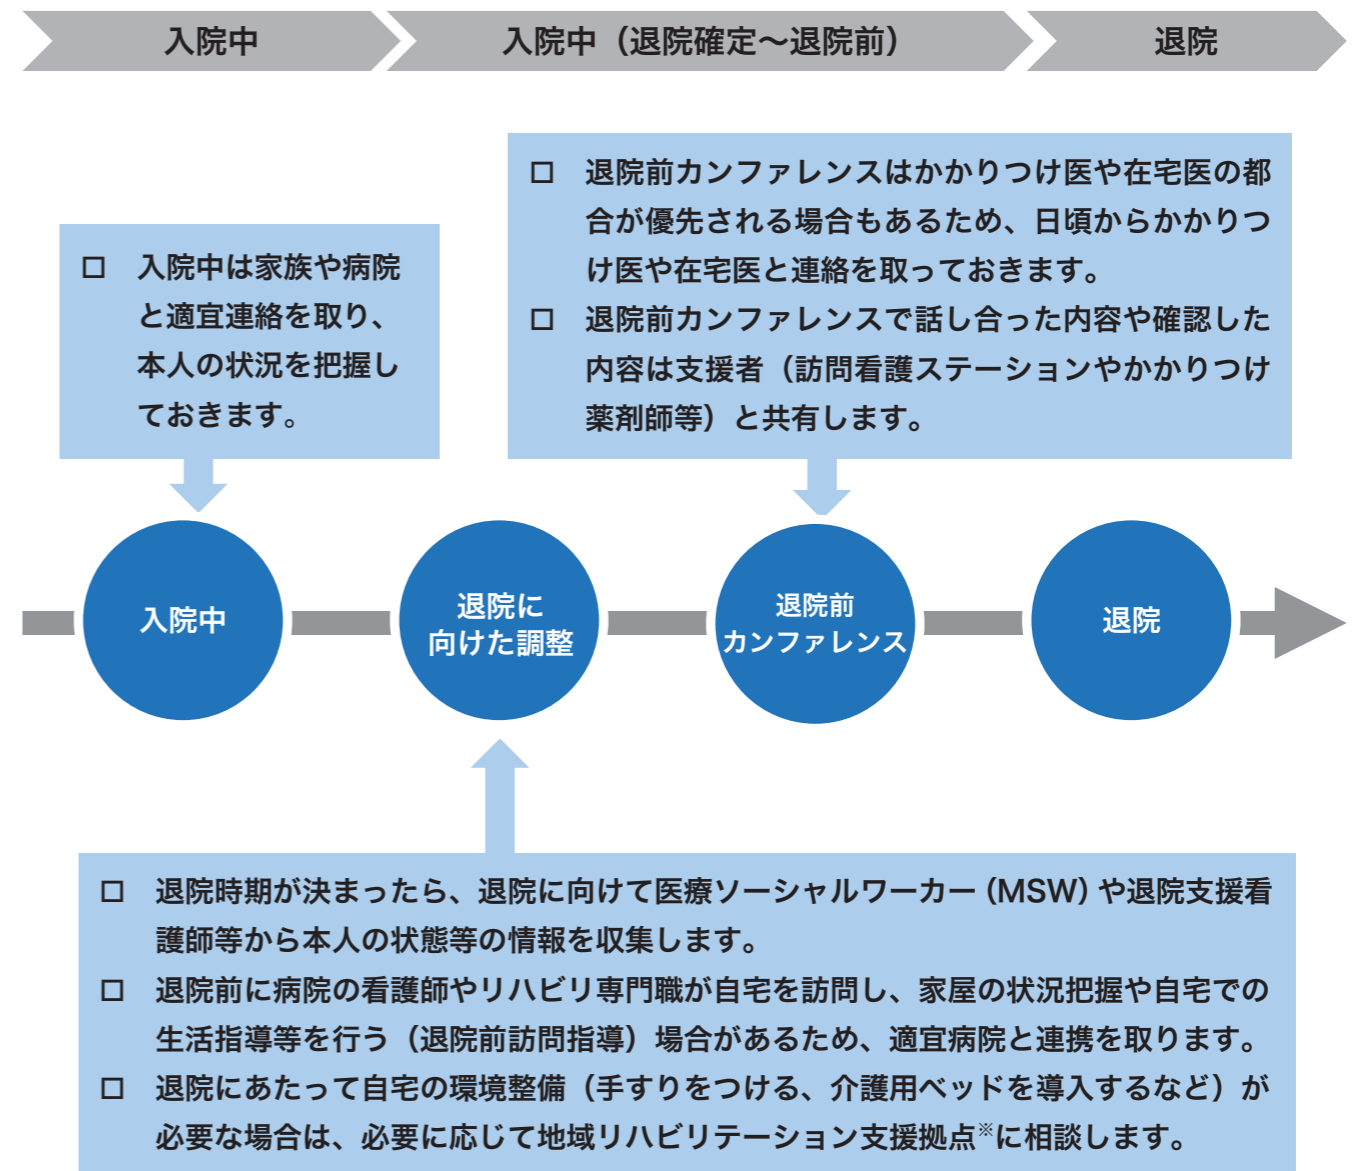 入院中
入院中（退院確定～退院前）
退院
□ 入院中は家族や病院
と適宜連絡を取り、
本人の状況を把握し
ておきます。
□ 退院前カンファレンスはかかりつけ医や在宅医の都
合が優先される場合もあるため、日頃からかかりつ
け医や在宅医と連絡を取っておきます。
□ 退院前カンファレンスで話し合った内容や確認した
内容は支援者（訪問看護ステーションやかかりつけ
薬剤師等）と共有します。
入院中
退院に
向けた調整
退院前
カンファレンス
退院
□ 退院時期が決まったら、退院に向けて医療ソーシャルワーカー（MSW）や退院支援看
護師等から本人の状態等の情報を収集します。
□ 退院前に病院の看護師やリハビリ専門職が自宅を訪問し、家屋の状況把握や自宅での
生活指導等を行う（退院前訪問指導）場合があるため、適宜病院と連携を取ります。
□ 退院にあたって自宅の環境整備（手すりをつける、介護用ベッドを導入するなど）が
必要な場合は、必要に応じて地域リハビリテーション支援拠点※に相談します。